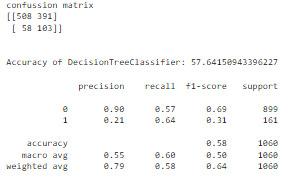 confussion matrix
[[508 391]
 [ 58 103]]
Accuracy of DecisionTreeClassifier: 57.64150943396227
precision recall f1-score support
0 0.90 0.57 0.69 899
1 0.21 0.64 0.31 161
accuracy 0.58 1060
macro avg 0.55 0.60 0.50 1060
weighted avg 0.79 0.58 0.64 1060